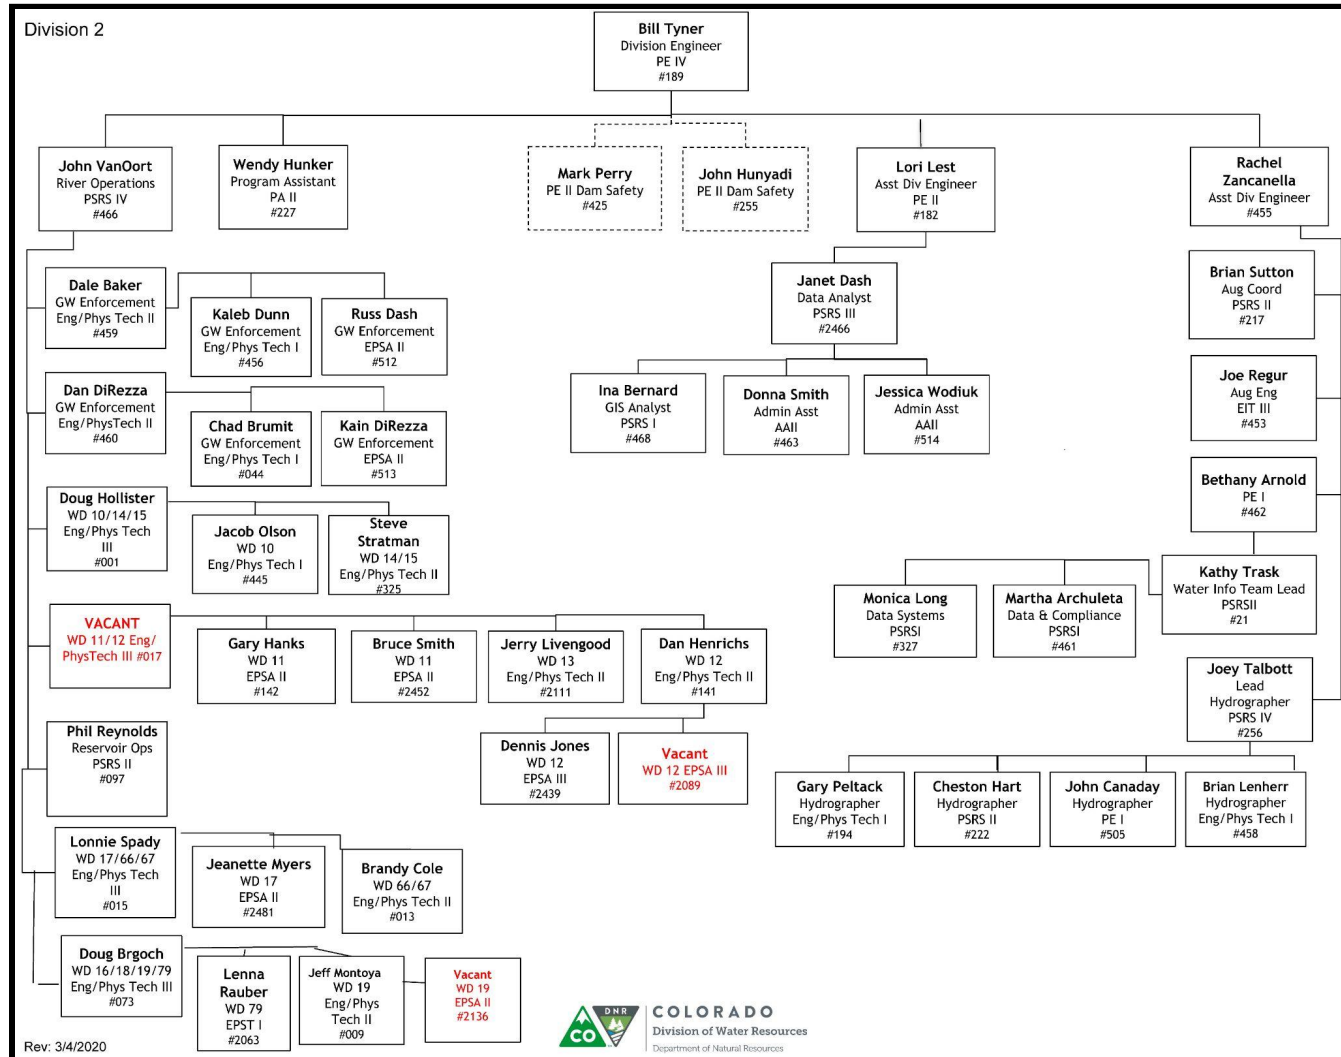 Division 2
Bill Tyner
Division Engineer
PE IV
#189
John VanOort
River Operations
PSRS IV
#466
Wendy Hunker
Program Assistant
PA II
#227
Mark Perry
PE II Dam Safety
#425
John Hunyadi
PE II Dam Safety
#255
Lori Lest
Asst Div Engineer
PE II
#182
Rachel
Zancanella
Asst Div Engineer
#455
Dale Baker
GW Enforcement
Eng/Phys Tech II
#459
Kaleb Dunn
GW Enforcement
Eng/Phys Tech I
#456
Russ Dash
GW Enforcement
EPSA II
#512
Janet Dash
Data Analyst
PSRS III
#2466
Brian Sutton
Aug Coord
PSRS II
#217
Dan DiRezza
GW Enforcement
Eng/PhysTech II
#460
Chad Brumit
GW Enforcement
Eng/Phys Tech I
#044
Kain DiRezza
GW Enforcement
EPSA II
#513
Ina Bernard
GIS Analyst
PSRS I
#468
Donna Smith
Admin Asst
AAII
#463
Jessica Wodiuk
Admin Asst
AAII
#514
Joe Regur
Aug Eng
EIT III
#453
Doug Hollister
WD 10/14/15
Eng/Phys Tech
III
#001
Jacob Olson
WD 10
Eng/Phys Tech I
#445
Steve
Stratman
WD 14/15
Eng/Phys Tech II
#325
Bethany Arnold
PE I
#462
Kathy Trask
Water Info Team Lead
PSRSII
#21
Monica Long
Data Systems
PSRSI
#327
Martha Archuleta
Data & Compliance
PSRSI
#461
VACANT
WD 11/12 Eng/
PhysTech III #017
Gary Hanks
WD 11
EPSA II
#142
Bruce Smith
WD 11
EPSA II
#2452
Jerry Livengood
WD 13
Eng/Phys Tech II
#2111
Dan Henrichs
WD 12
Eng/Phys Tech II
#141
Joey Talbott
Lead
Hydrographer
PSRS IV
#256
Phil Reynolds
Reservoir Ops
PSRS II
#097
Dennis Jones
WD 12
EPSA III
#2439
Vacant
WD 12 EPSA III
#2089
Gary Peltack
Hydrographer
Eng/Phys Tech I
#194
Cheston Hart
Hydrographer
PSRS II
#222
John Canaday
Hydrographer
PE I
#505
Brian Lenherr
Hydrographer
Eng/Phys Tech I
#458
Lonnie Spady
WD 17/66/67
Eng/Phys Tech
III
#015
Jeanette Myers
WD 17
EPSA II
#2481
Brandy Cole
WD 66/67
Eng/Phys Tech II
#013
Doug Brgoch
WD 16/18/19/79
Eng/Phys Tech III
#073
Lenna
Rauber
WD 79
EPST I
#2063
Jeff Montoya
WD 19
Eng/Phys
Tech II
#009
Vacant
WD 19
EPSA II
#2136
CO
DNR
COLORADO
Division of Water Resources
Department of Natural Resources
Rev: 3/4/2020